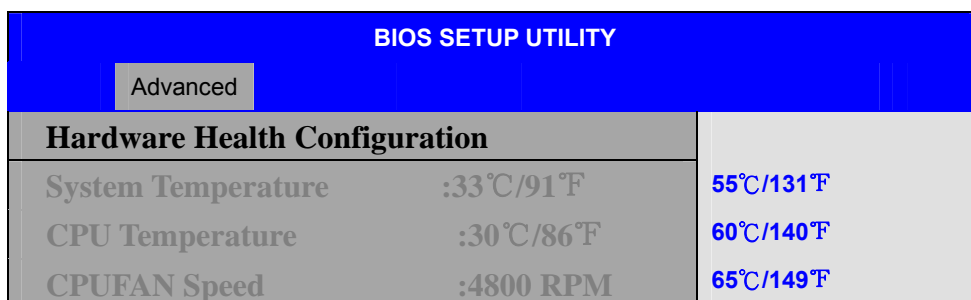 BIOS SETUP UTILITY
Advanced
Hardware Health Configuration
System Temperature :33℃/91℉ 55℃/131℉
CPU Temperature :30℃/86℉ 60℃/140℉
CPUFAN Speed :4800 RPM 65℃/149℉